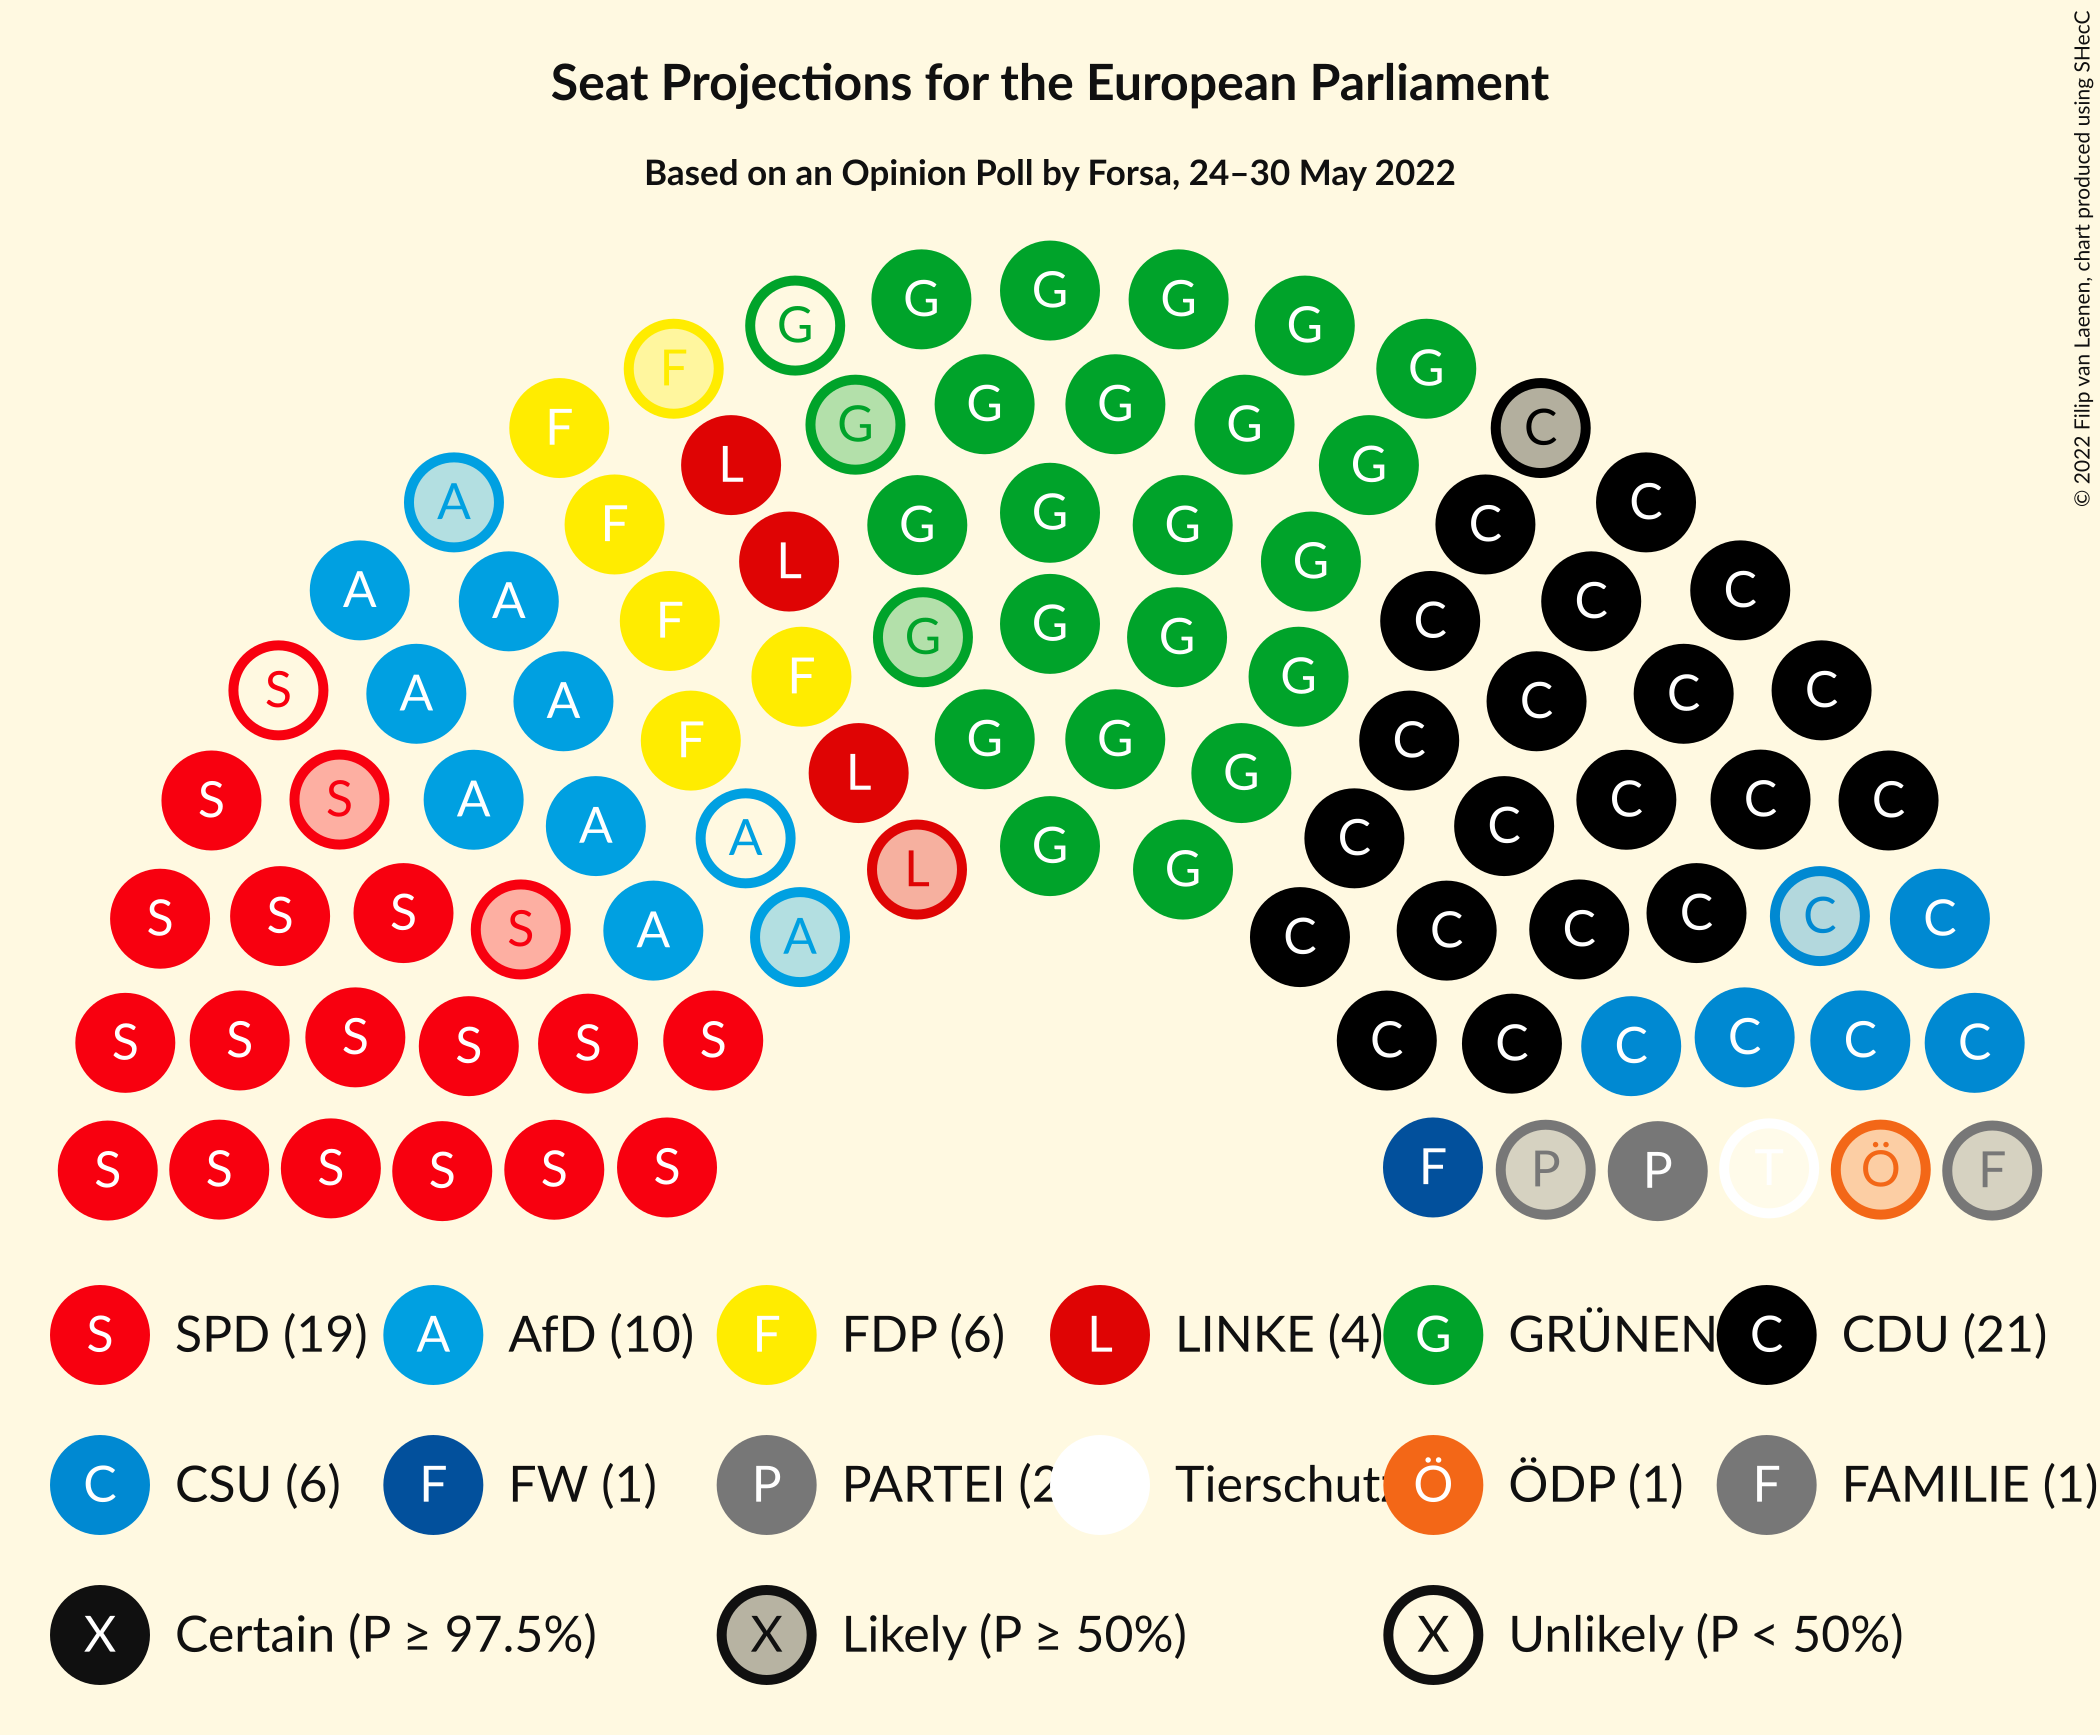 Seat Projections for the European Parliament
Based on an Opinion Poll by Forsa, 24–30 May 2022
© 2022 Filip van Laenen, chart produced using SHecC
G G G G G
F G
F G G G G C
L G
A F G G G C C
L G
A A F G G G C C C
S A A F G C C C
F G G C
S S A L G C C C
A A G C C
L G
S S S S A A C C C C C C
S S S S S S C C C C C C
S S S S S S F P P T Ö F
S SPD (19) A AfD (10) F FDP (6) L LINKE (4) G GRÜNEN C CDU (21)
C CSU (6) F FW (1) P PARTEI (2 Tierschutz Ö ÖDP (1) F FAMILIE (1)
X Certain (P ≥ 97.5%) X Likely (P ≥ 50%) X Unlikely (P < 50%)